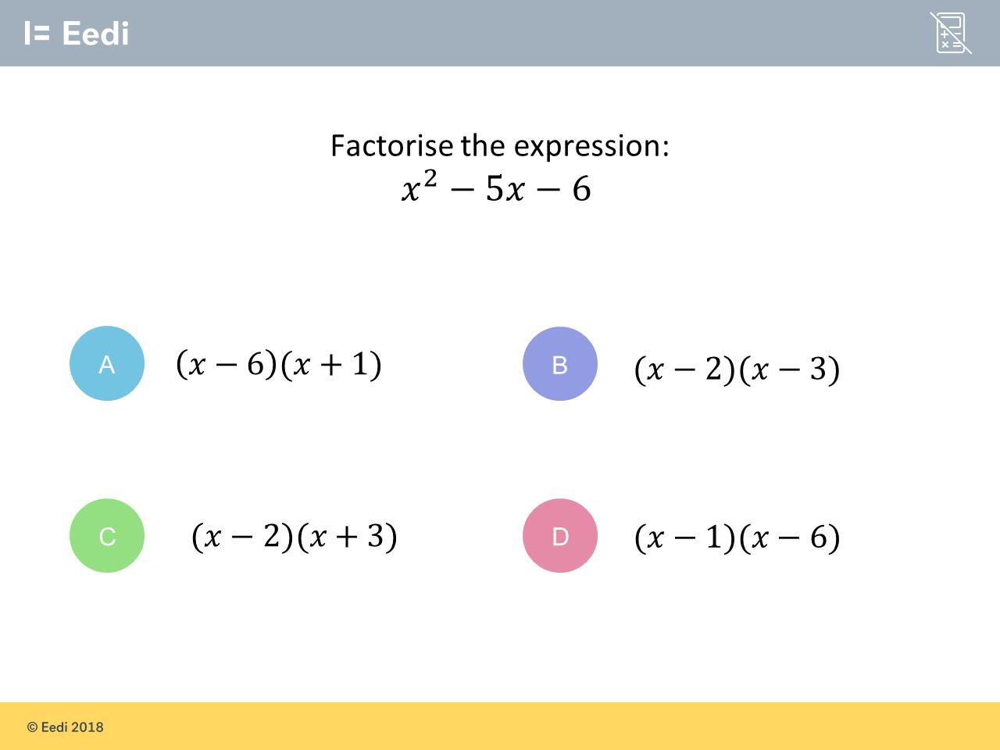 Eedi
Factorise the expression:
x² − 5x − 6
A (x − 6)(x + 1)
B (x − 2)(x − 3)
C (x − 2)(x + 3)
D (x − 1)(x − 6)
© Eedi 2018